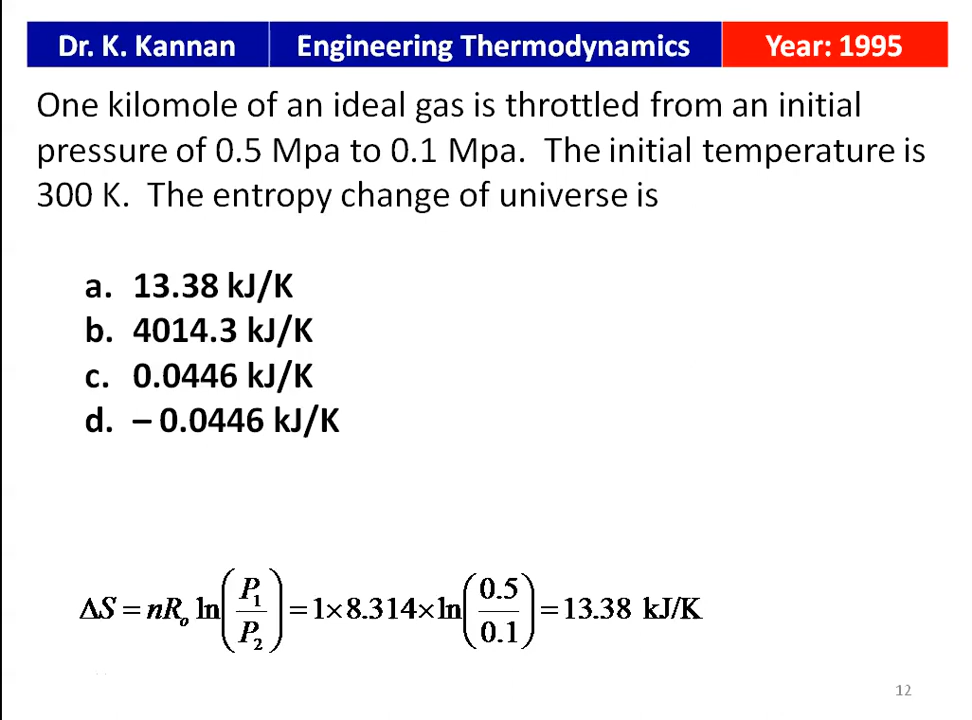 Dr. K. Kannan Engineering Thermodynamics Year: 1995
One kilomole of an ideal gas is throttled from an initial
pressure of 0.5 Mpa to 0.1 Mpa. The initial temperature is
300 K. The entropy change of universe is
a. 13.38 kJ/K
b. 4014.3 kJ/K
c. 0.0446 kJ/K
d. – 0.0446 kJ/K
ΔS = nRₒ ln(P₁/P₂) = 1×8.314×ln(0.5/0.1) = 13.38 kJ/K
12